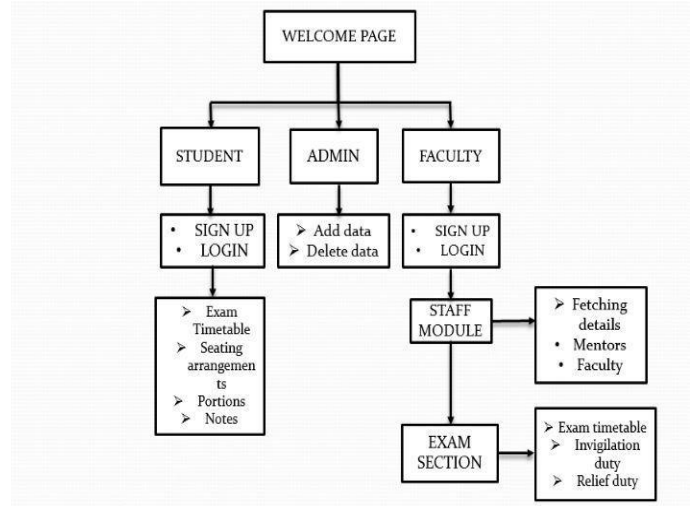 WELCOME PAGE
STUDENT
ADMIN
FACULTY
• SIGN UP
• LOGIN
➢ Add data
➢ Delete data
• SIGN UP
• LOGIN
➢ Exam
Timetable
➢ Seating
arrangemen
ts
➢ Portions
➢ Notes
STAFF
MODULE
➢ Fetching
details
• Mentors
• Faculty
EXAM
SECTION
➢ Exam timetable
➢ Invigilation
duty
➢ Relief duty